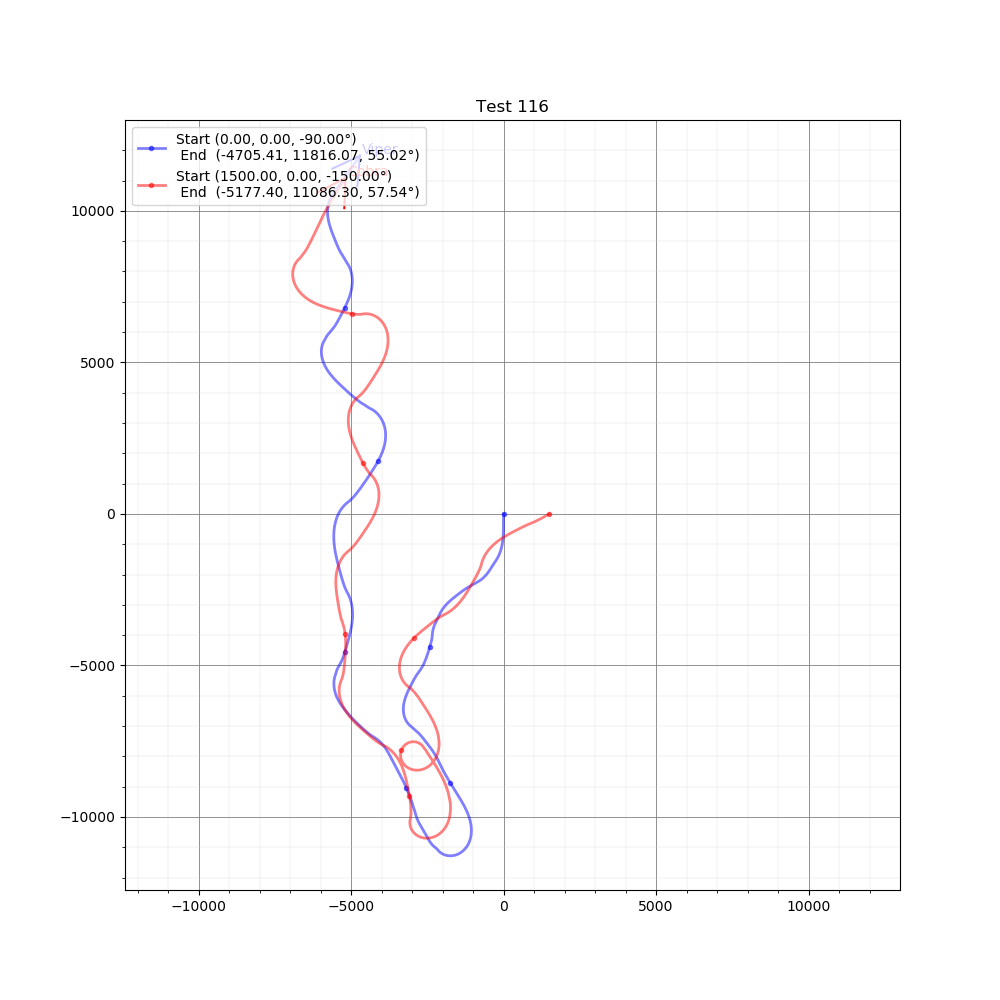 Test 116
Start (0.00, 0.00, -90.00°)
End (-4705.41, 11816.07, 55.02°)
Start (1500.00, 0.00, -150.00°)
End (-5177.40, 11086.30, 57.54°)
Viper
10000
5000
0
−5000
−10000
−10000
−5000
0
5000
10000